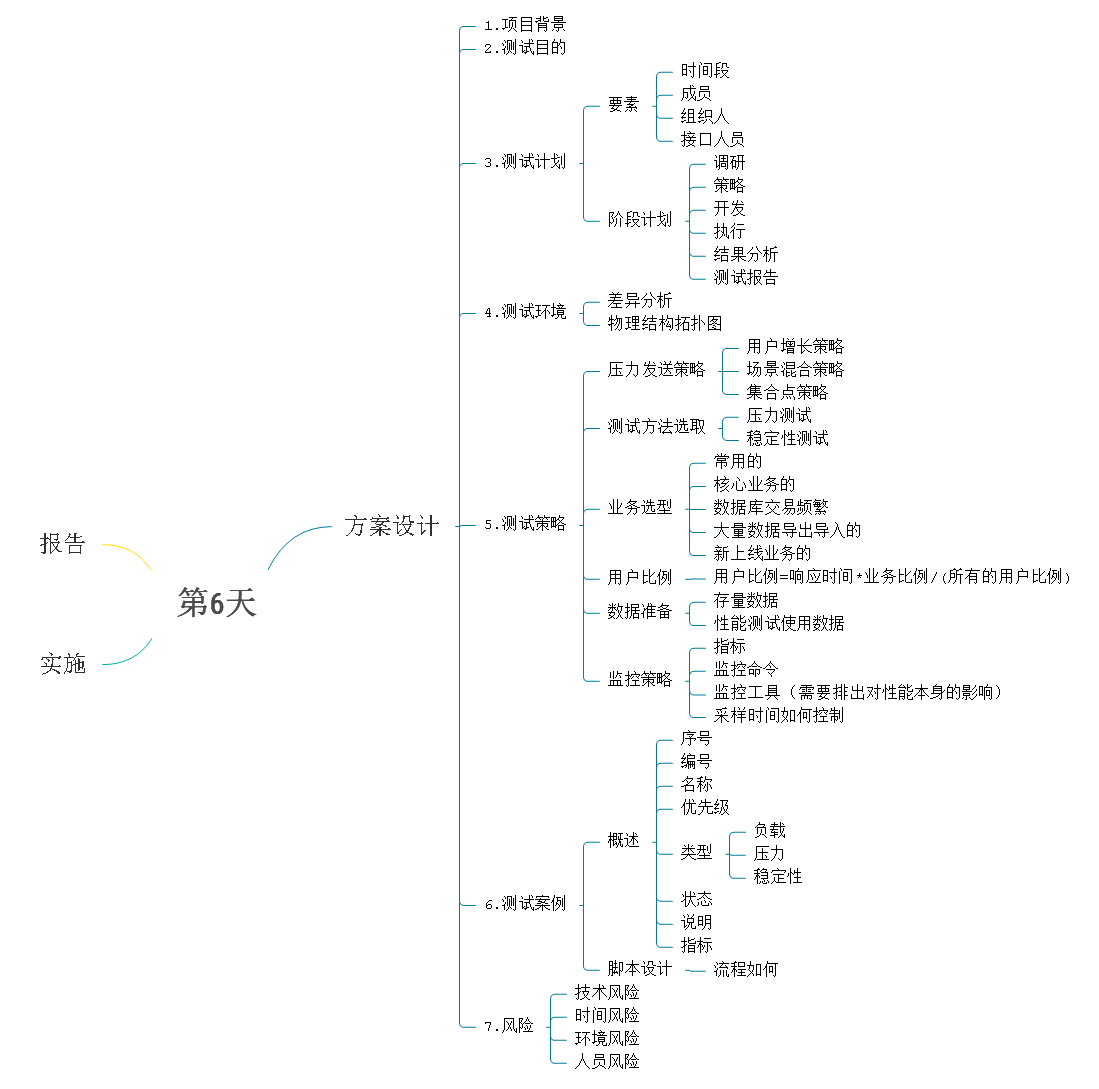 第6天
报告
实施
方案设计
1.项目背景
2.测试目的
3.测试计划
要素
时间段
成员
组织人
接口人员
阶段计划
调研
策略
开发
执行
结果分析
测试报告
4.测试环境
差异分析
物理结构拓扑图
5.测试策略
压力发送策略
用户增长策略
场景混合策略
集合点策略
测试方法选取
压力测试
稳定性测试
业务选型
常用的
核心业务的
数据库交易频繁
大量数据导出导入的
新上线业务的
用户比例
用户比例=响应时间*业务比例/(所有的用户比例)
数据准备
存量数据
性能测试使用数据
监控策略
指标
监控命令
监控工具（需要排出对性能本身的影响）
采样时间如何控制
6.测试案例
概述
序号
编号
名称
优先级
类型
负载
压力
稳定性
状态
说明
指标
脚本设计
流程如何
7.风险
技术风险
时间风险
环境风险
人员风险